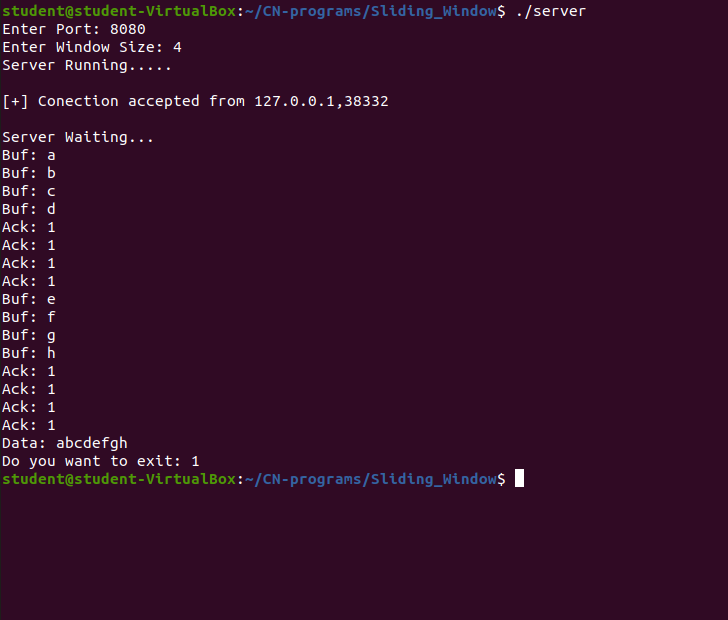 student@student-VirtualBox:~/CN-programs/Sliding_Window$ ./server
Enter Port: 8080
Enter Window Size: 4
Server Running.....
[+] Conection accepted from 127.0.0.1,38332
Server Waiting...
Buf: a
Buf: b
Buf: c
Buf: d
Ack: 1
Ack: 1
Ack: 1
Ack: 1
Buf: e
Buf: f
Buf: g
Buf: h
Ack: 1
Ack: 1
Ack: 1
Ack: 1
Data: abcdefgh
Do you want to exit: 1
student@student-VirtualBox:~/CN-programs/Sliding_Window$